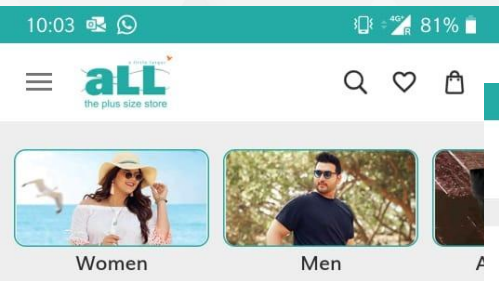 10:03 4G+ R 81%
a little larger
aLL
the plus size store
Women Men A